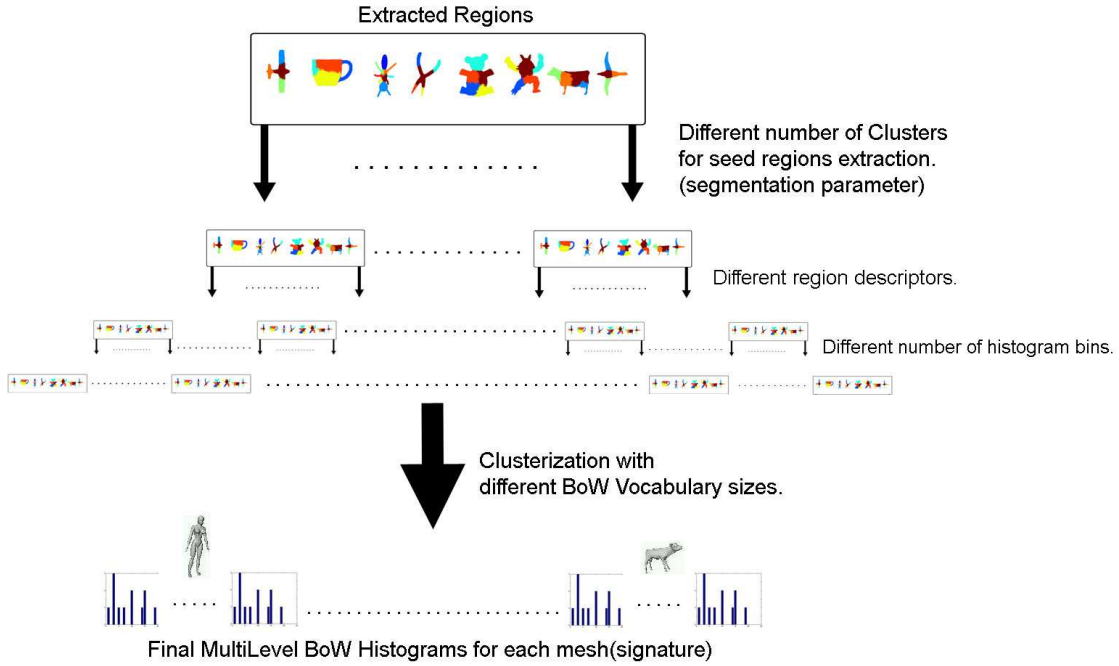 Extracted Regions
Different number of Clusters
for seed regions extraction.
(segmentation parameter)
Different region descriptors.
Different number of histogram bins.
Clusterization with
different BoW Vocabulary sizes.
Final MultiLevel BoW Histograms for each mesh(signature)